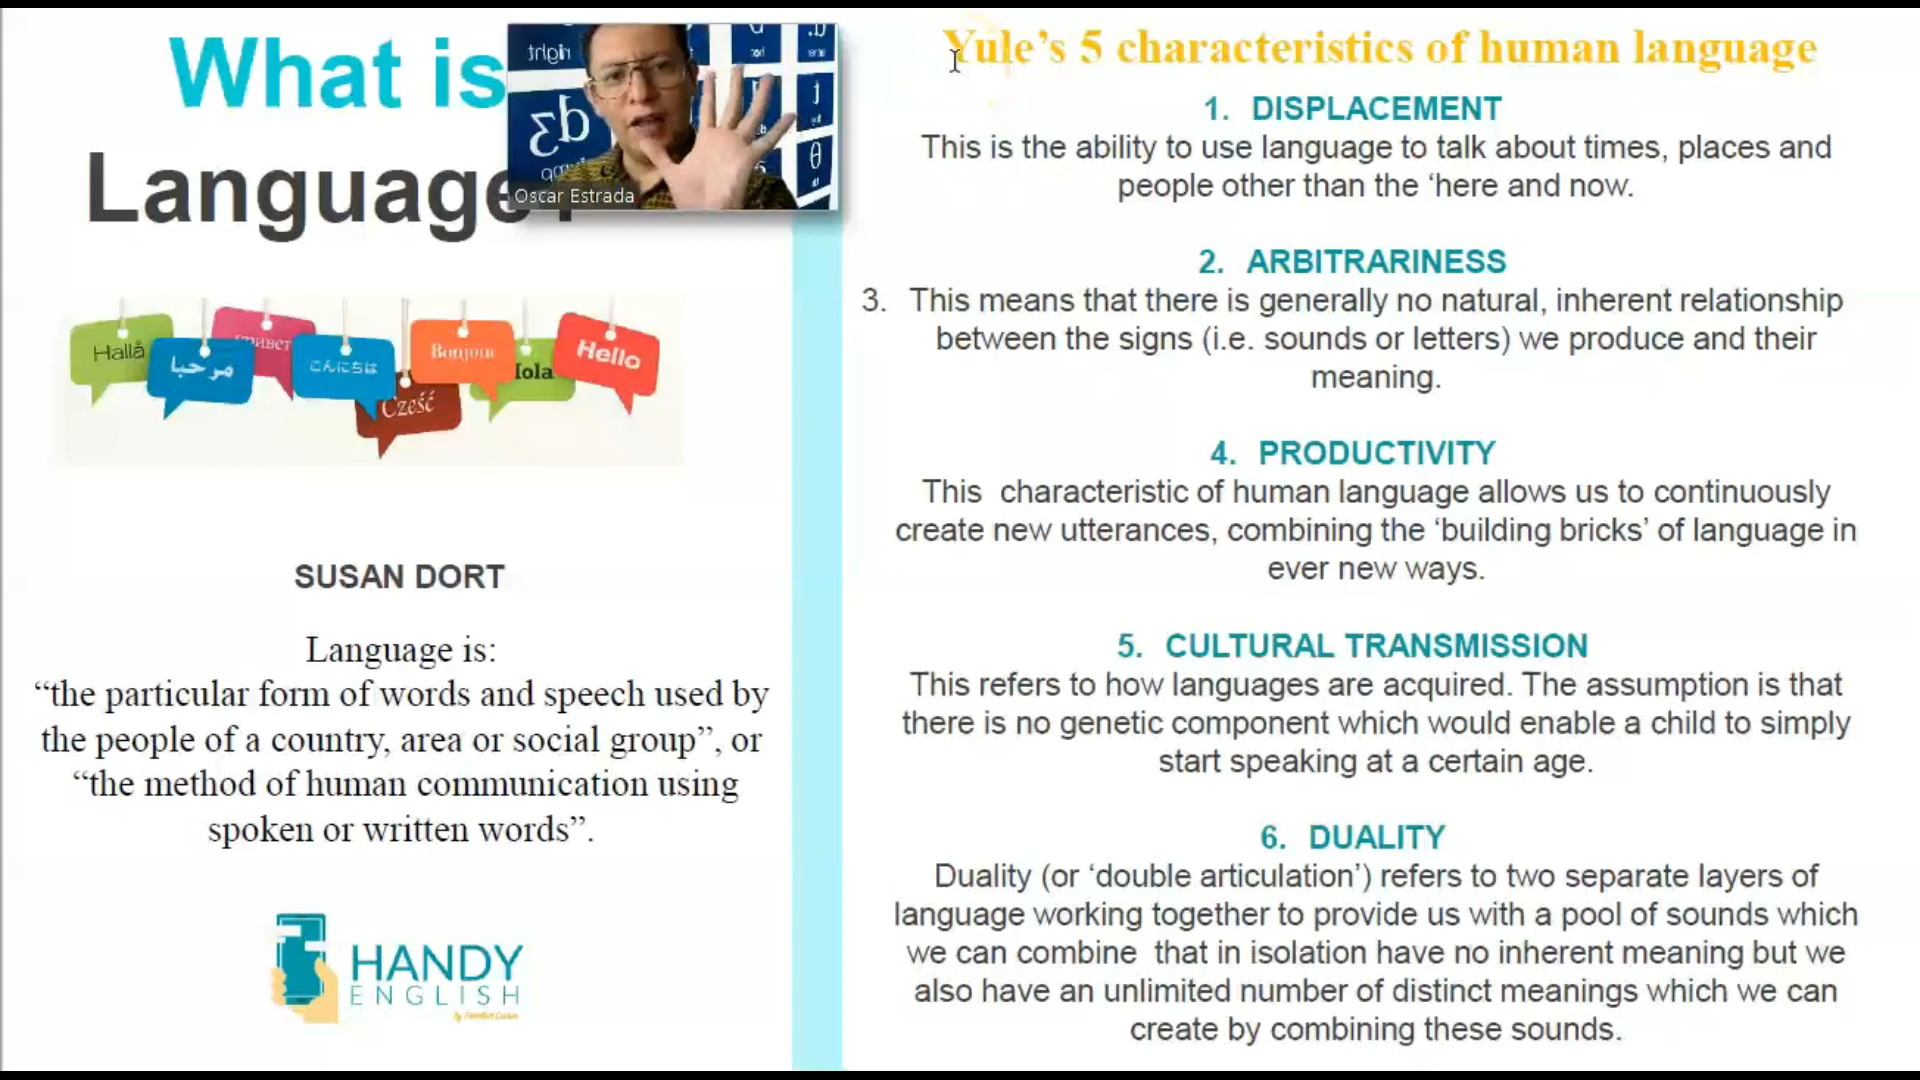 What is
Language?
right
dʒ
θ
Oscar Estrada
Hallå
مرحبا
привет
こんにちは
Cześć
Bonjour
Hola
Hello
SUSAN DORT
Language is:
“the particular form of words and speech used by
the people of a country, area or social group”, or
“the method of human communication using
spoken or written words”.
HANDY
ENGLISH
Yule’s 5 characteristics of human language
1. DISPLACEMENT
This is the ability to use language to talk about times, places and
people other than the ‘here and now.
2. ARBITRARINESS
3. This means that there is generally no natural, inherent relationship
between the signs (i.e. sounds or letters) we produce and their
meaning.
4. PRODUCTIVITY
This characteristic of human language allows us to continuously
create new utterances, combining the ‘building bricks’ of language in
ever new ways.
5. CULTURAL TRANSMISSION
This refers to how languages are acquired. The assumption is that
there is no genetic component which would enable a child to simply
start speaking at a certain age.
6. DUALITY
Duality (or ‘double articulation’) refers to two separate layers of
language working together to provide us with a pool of sounds which
we can combine that in isolation have no inherent meaning but we
also have an unlimited number of distinct meanings which we can
create by combining these sounds.